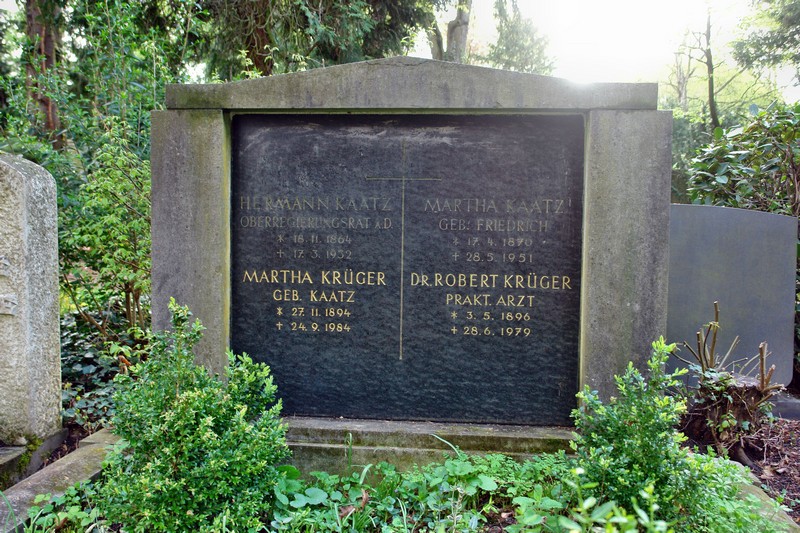 HERMANN KAATZ
OBERREGIERUNGSRAT A.D.
* 18.11.1864
+ 17.3.1952
MARTHA KRÜGER
GEB. KAATZ
* 27.11.1894
+ 24.9.1984
MARTHA KAATZ
GEB. FRIEDRICH
* 17.4.1870
+ 28.5.1951
DR. ROBERT KRÜGER
PRAKT. ARZT
* 3.5.1896
+ 28.6.1979